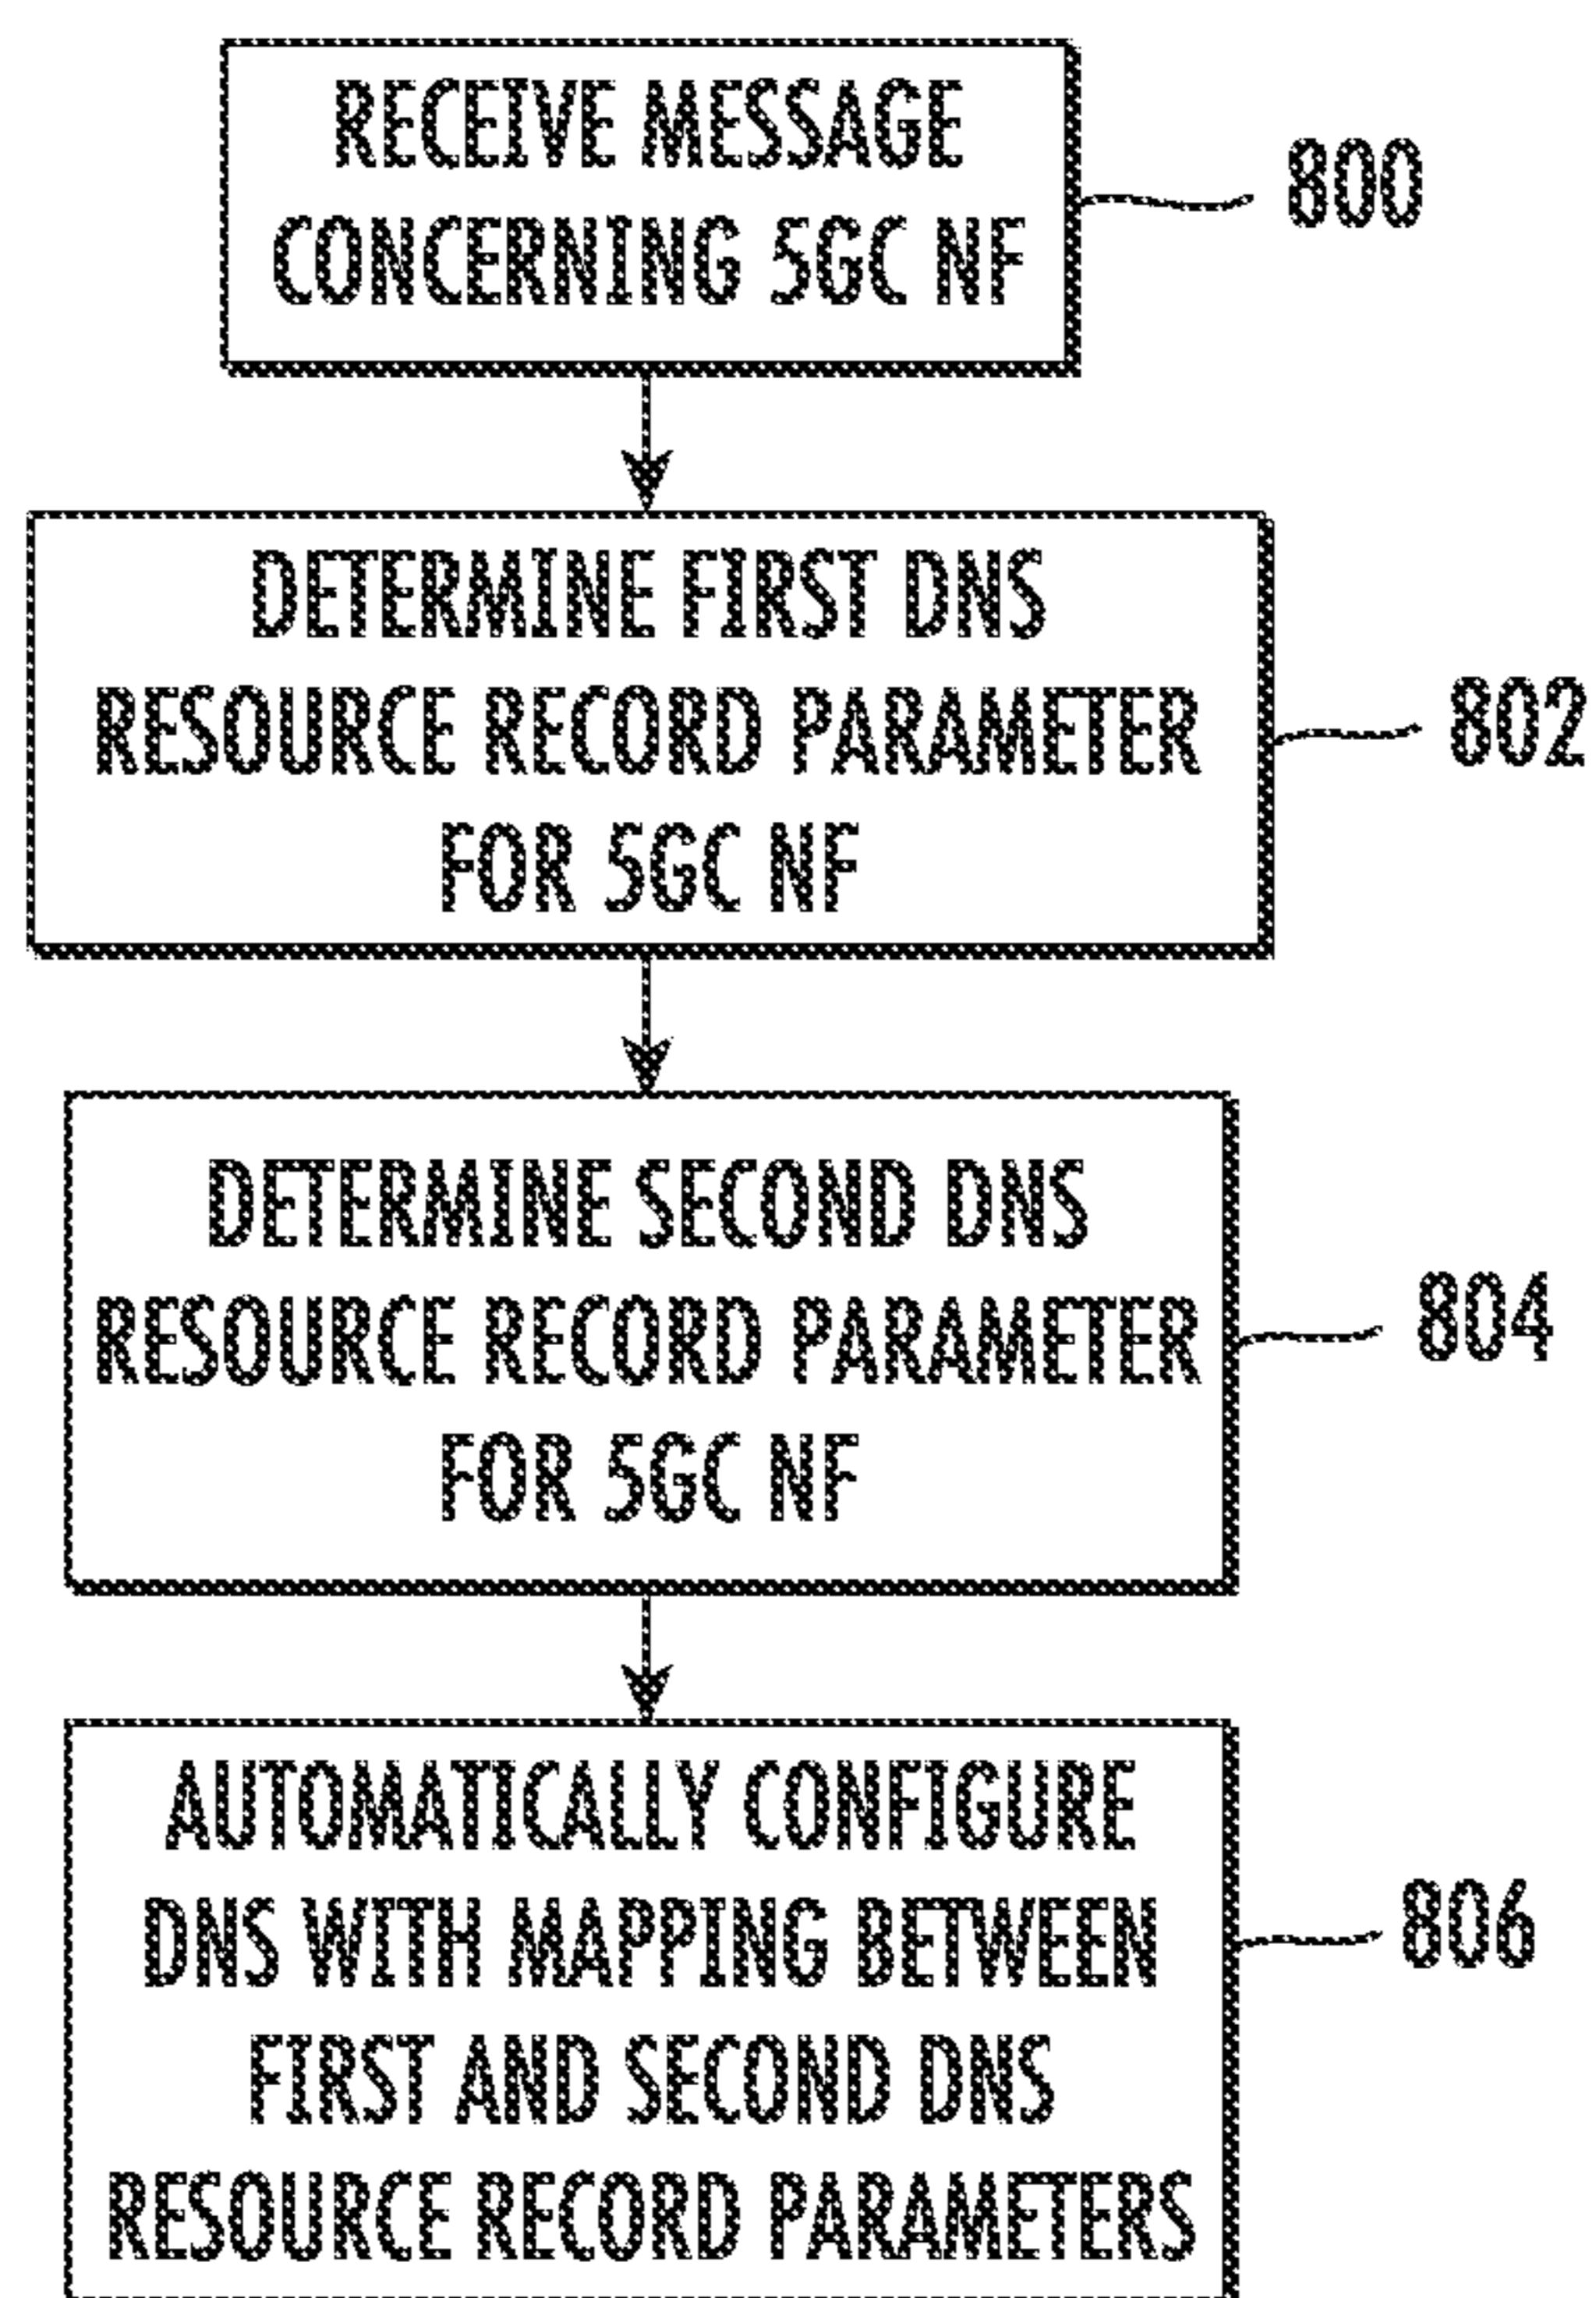 RECEIVE MESSAGE
CONCERNING 5GC NF
800
DETERMINE FIRST DNS
RESOURCE RECORD PARAMETER
FOR 5GC NF
802
DETERMINE SECOND DNS
RESOURCE RECORD PARAMETER
FOR 5GC NF
804
AUTOMATICALLY CONFIGURE
DNS WITH MAPPING BETWEEN
FIRST AND SECOND DNS
RESOURCE RECORD PARAMETERS
806